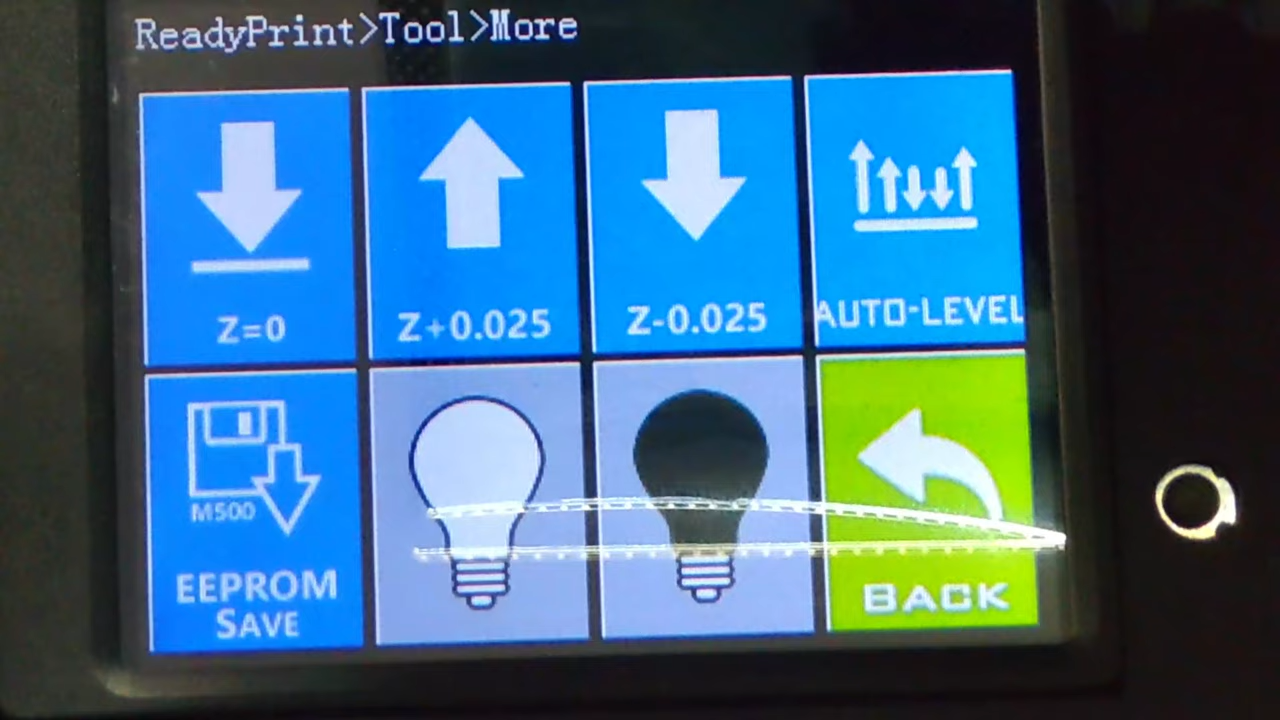 ReadyPrint>Tool>More
Z=0
Z+0.025
Z-0.025
AUTO-LEVEL
M500
EEPROM
SAVE
BACK